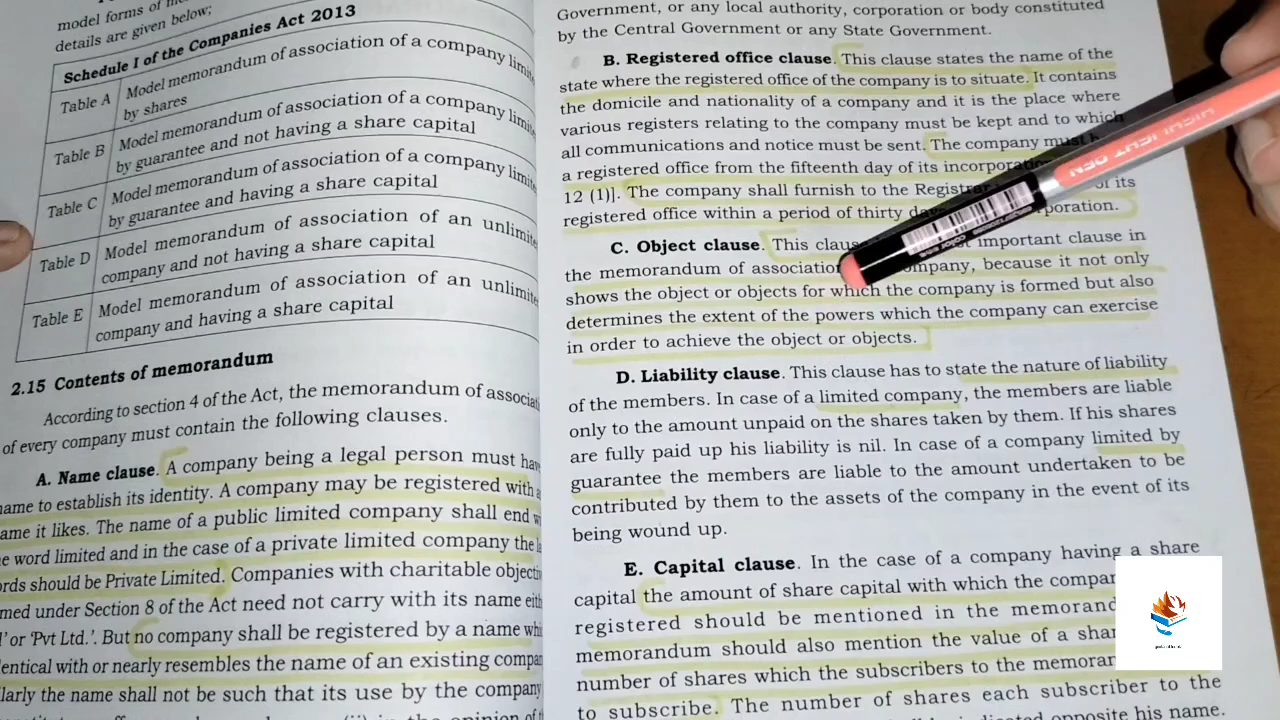 model forms of
details are given below;
Schedule I of the Companies Act 2013
Table A
Model memorandum of association of a company
by shares
Table B
Model memorandum of association of a company
by guarantee and not having a share capital
Table C
Model memorandum of association of a company
by guarantee and having a share capital
Table D
Model memorandum of association of an
company and not having a share capital
Table E
Model memorandum of association of an
company and having a share capital
2.15 Contents of memorandum
According to section 4 of the Act, the memorandum of
of every company must contain the following clauses.
A. Name clause. A company being a legal person must
to establish its identity. A company may be registered with
it likes. The name of a public limited company shall end
word limited and in the case of a private limited company the
should be Private Limited. Companies with charitable
under Section 8 of the Act need not carry with its name
or 'Pvt Ltd.'. But no company shall be registered by a name
with or nearly resembles the name of an existing
the name shall not be such that its use by the company
in the opinion of
Government, or any local authority, corporation or body constituted
by the Central Government or any State Government.
B. Registered office clause. This clause states the name of the
state where the registered office of the company is to situate. It contains
the domicile and nationality of a company and it is the place where
various registers relating to the company must be kept and to which
all communications and notice must be sent. The company must
a registered office from the fifteenth day of its
12 (1)]. The company shall furnish to the of its
registered office within a period of thirty
C. Object clause. This important clause in
the memorandum of because it not only
shows the object or objects for which the company is formed but also
determines the extent of the powers which the company can exercise
in order to achieve the object or objects.
D. Liability clause. This clause has to state the nature of liability
of the members. In case of a limited company, the members are liable
only to the amount unpaid on the shares taken by them. If his shares
are fully paid up his liability is nil. In case of a company limited by
guarantee the members are liable to the amount undertaken to be
contributed by them to the assets of the company in the event of its
being wound up.
E. Capital clause. In the case of a company having a share
capital the amount of share capital with which the
registered should be mentioned in the
memorandum should also mention the value of a
number of shares which the subscribers to the
to subscribe. The number of shares each subscriber to the
indicated opposite his name.
HIGHLIGHT PEN